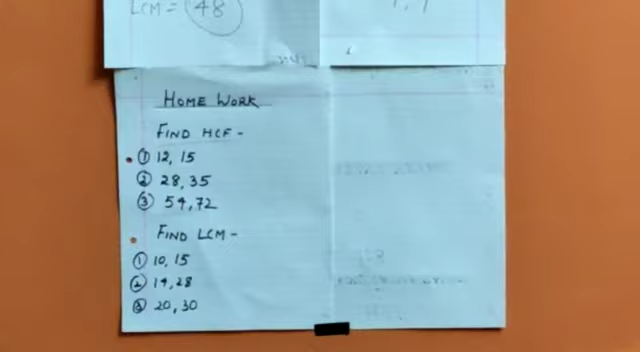 LCM = 48
HOME WORK
FIND HCF -
① 12, 15
② 28, 35
③ 54, 72
FIND LCM -
① 10, 15
② 14, 28
③ 20, 30